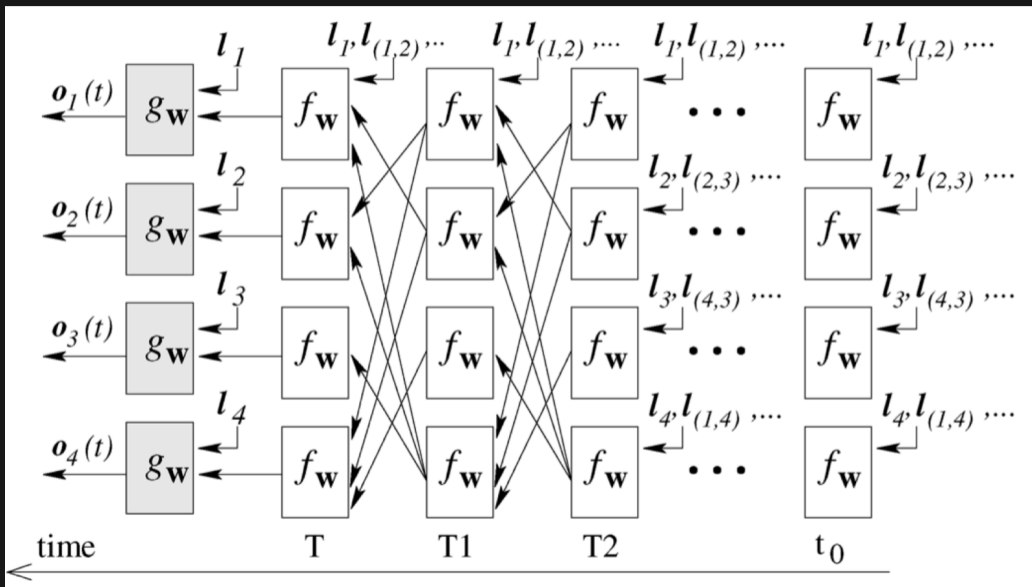 l1 l1,l(1,2),.. l1,l(1,2),... l1,l(1,2),... l1,l(1,2),...
o1(t) gw fw fw fw • • • fw
l2 l2,l(2,3),... l2,l(2,3),...
o2(t) gw fw fw fw • • • fw
l3 l3,l(4,3),... l3,l(4,3),...
o3(t) gw fw fw fw • • • fw
l4 l4,l(1,4),... l4,l(1,4),...
o4(t) gw fw fw fw • • • fw
time T T1 T2 t0